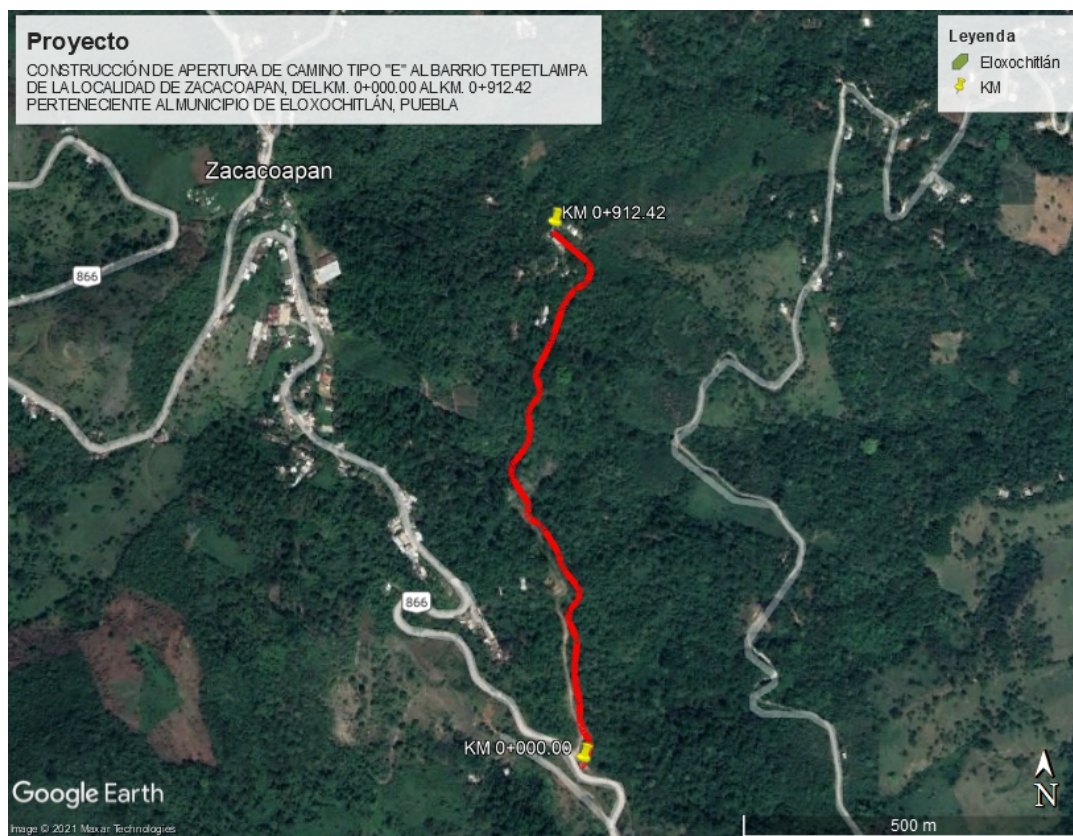 Proyecto
CONSTRUCCIÓN DE APERTURA DE CAMINO TIPO "E" AL BARRIO TEPETLAMPA
DE LA LOCALIDAD DE ZACACOAPAN, DEL KM. 0+000.00 AL KM. 0+912.42
PERTENECIENTE AL MUNICIPIO DE ELOXOCHITLÁN, PUEBLA
Leyenda
Eloxochitlán
KM
Zacacoapan
KM 0+912.42
866
866
KM 0+000.00
Google Earth
N
Image © 2021 Maxar Technologies
500 m